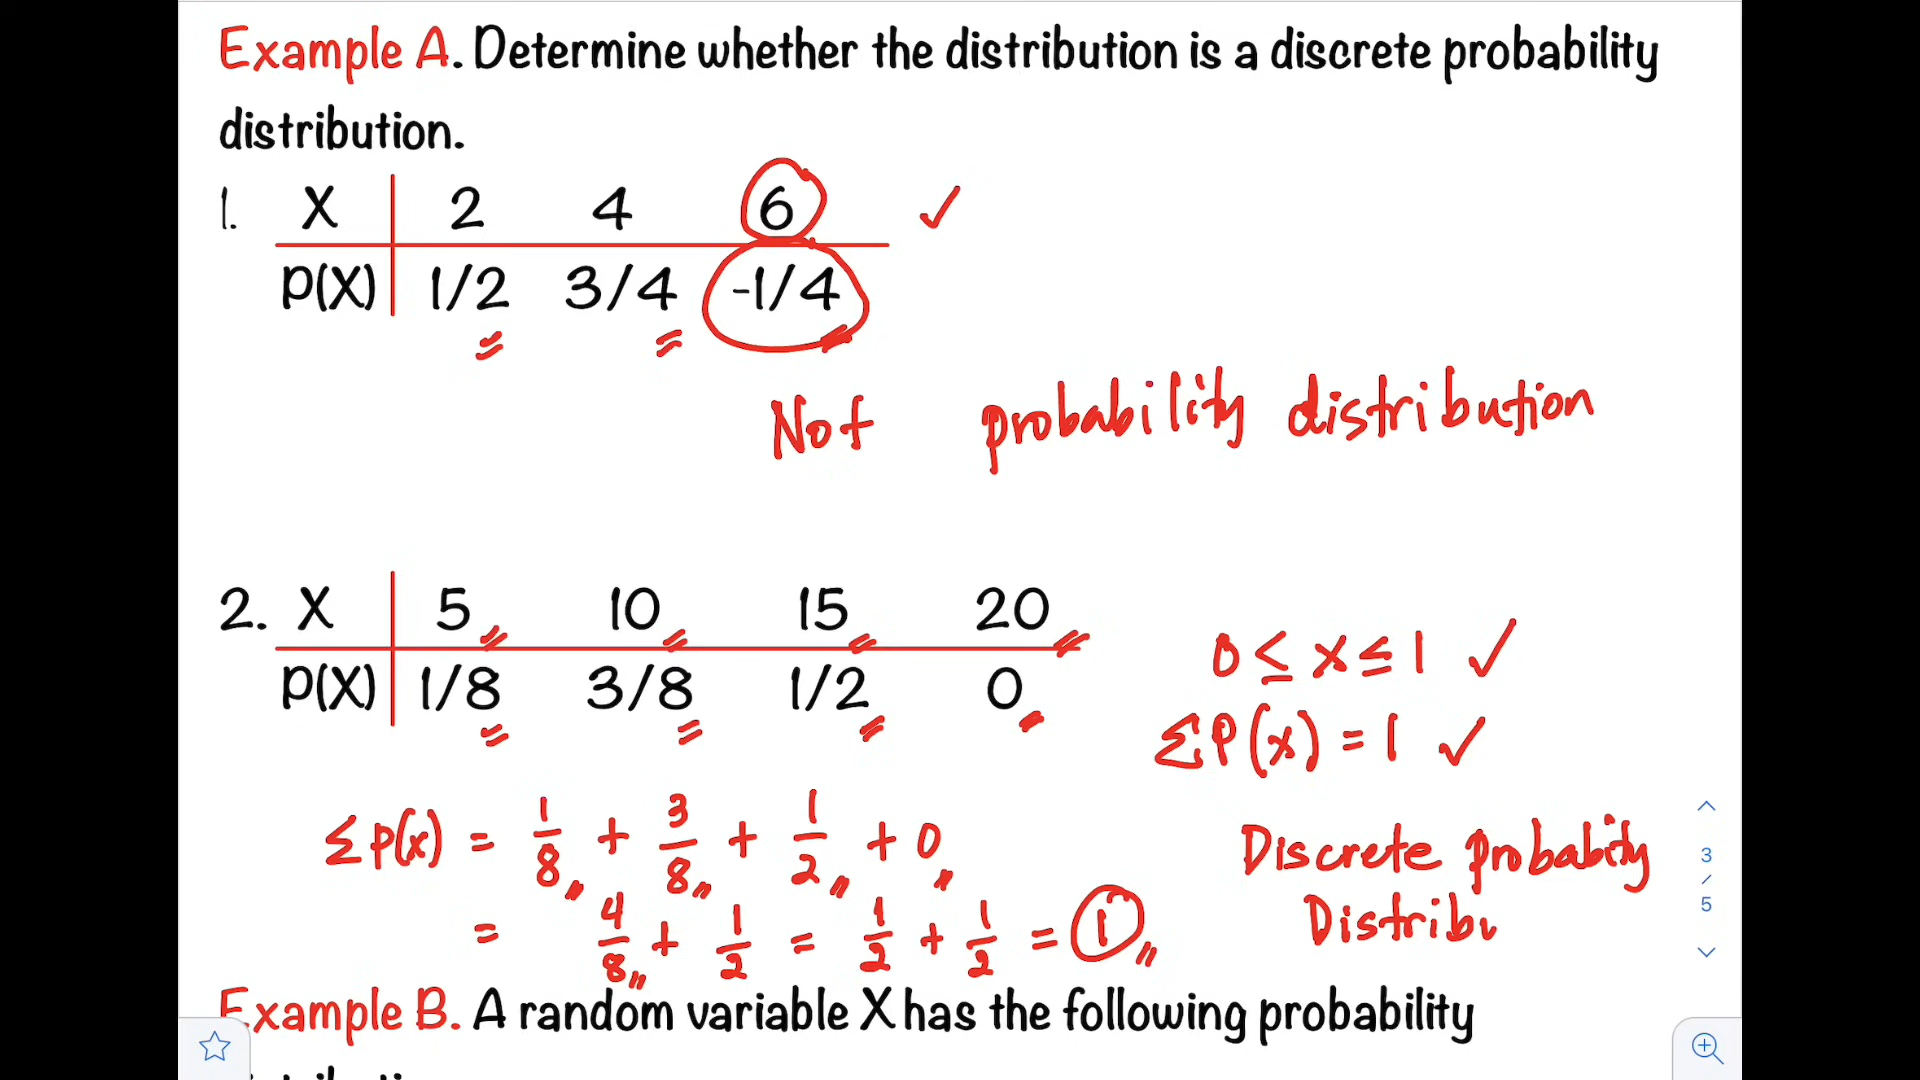 Example A. Determine whether the distribution is a discrete probability
distribution.
1. X 2 4 6 ✓
P(X) 1/2 3/4 -1/4
Not probability distribution
2. X 5 10 15 20
P(X) 1/8 3/8 1/2 0
0 ≤ x ≤ 1 ✓
ΣP(x) = 1 ✓
ΣP(x) = 1/8 + 3/8 + 1/2 + 0
= 4/8 + 1/2 = 1/2 + 1/2 = 1
Discrete probability
Distribu
3
/
5
Example B. A random variable X has the following probability